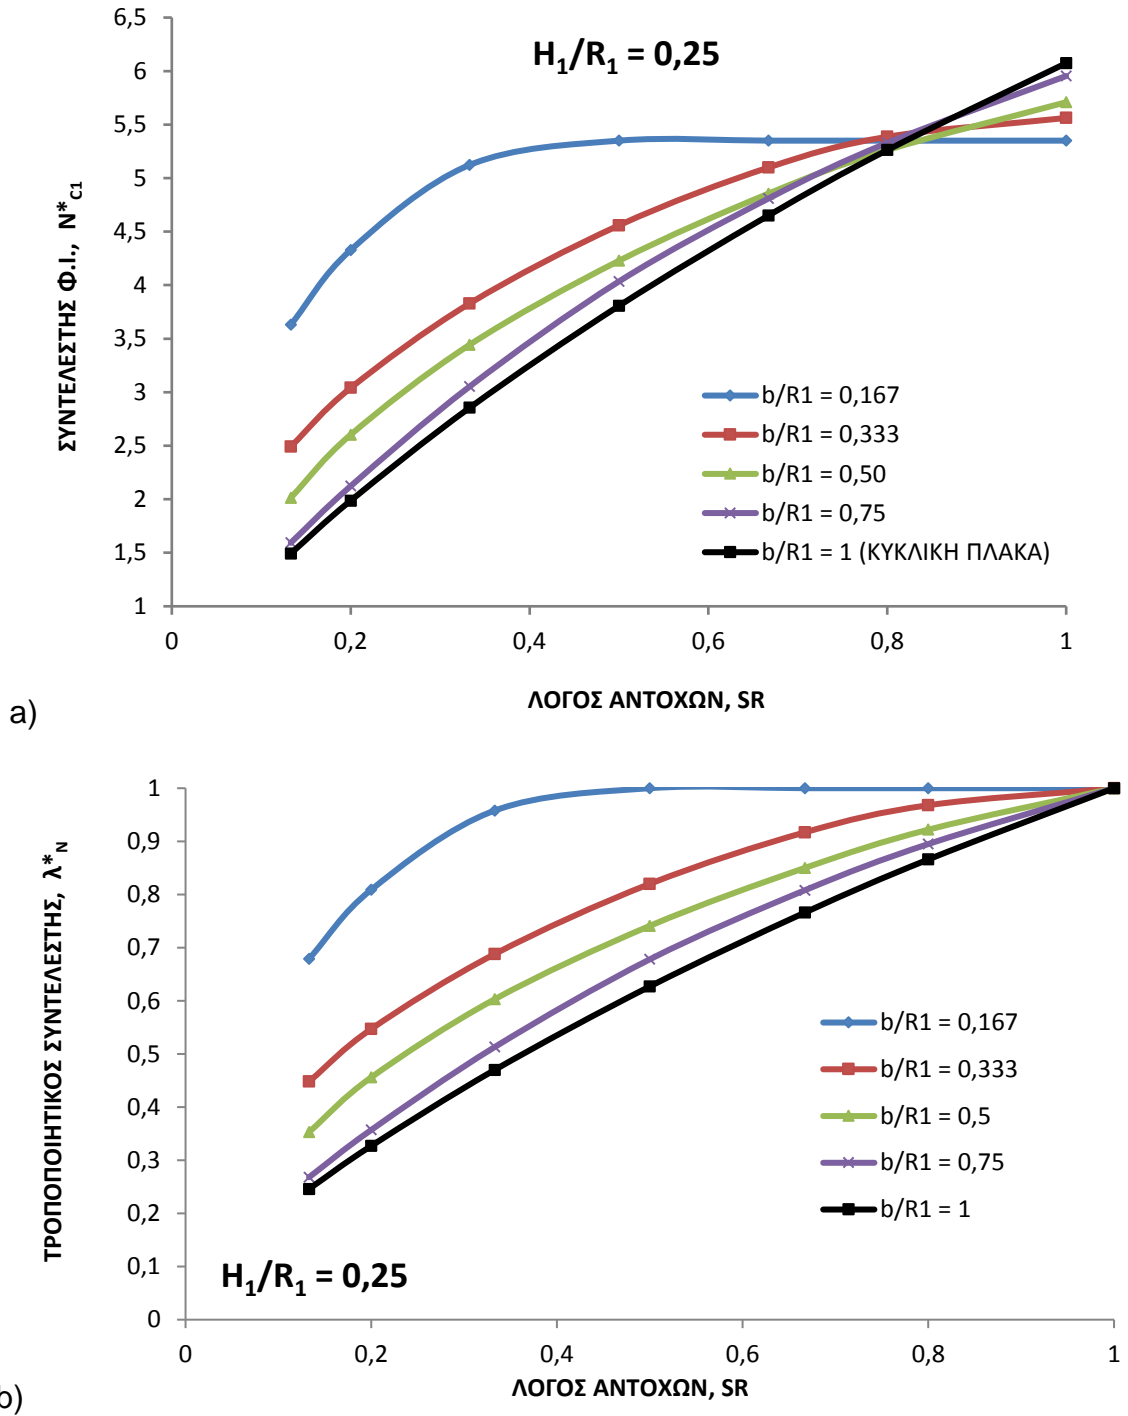 6,5
6
5,5
5
4,5
4
3,5
3
2,5
2
1,5
1
ΣΥΝΤΕΛΕΣΤΗΣ Φ.Ι., N*C1
H1/R1 = 0,25
b/R1 = 0,167
b/R1 = 0,333
b/R1 = 0,50
b/R1 = 0,75
b/R1 = 1 (ΚΥΚΛΙΚΗ ΠΛΑΚΑ)
0 0,2 0,4 0,6 0,8 1
ΛΟΓΟΣ ΑΝΤΟΧΩΝ, SR
a)
1
0,9
0,8
0,7
0,6
0,5
0,4
0,3
0,2
0,1
0
ΤΡΟΠΟΠΟΙΗΤΙΚΟΣ ΣΥΝΤΕΛΕΣΤΗΣ, λ*N
b/R1 = 0,167
b/R1 = 0,333
b/R1 = 0,5
b/R1 = 0,75
b/R1 = 1
H1/R1 = 0,25
0 0,2 0,4 0,6 0,8 1
ΛΟΓΟΣ ΑΝΤΟΧΩΝ, SR
b)